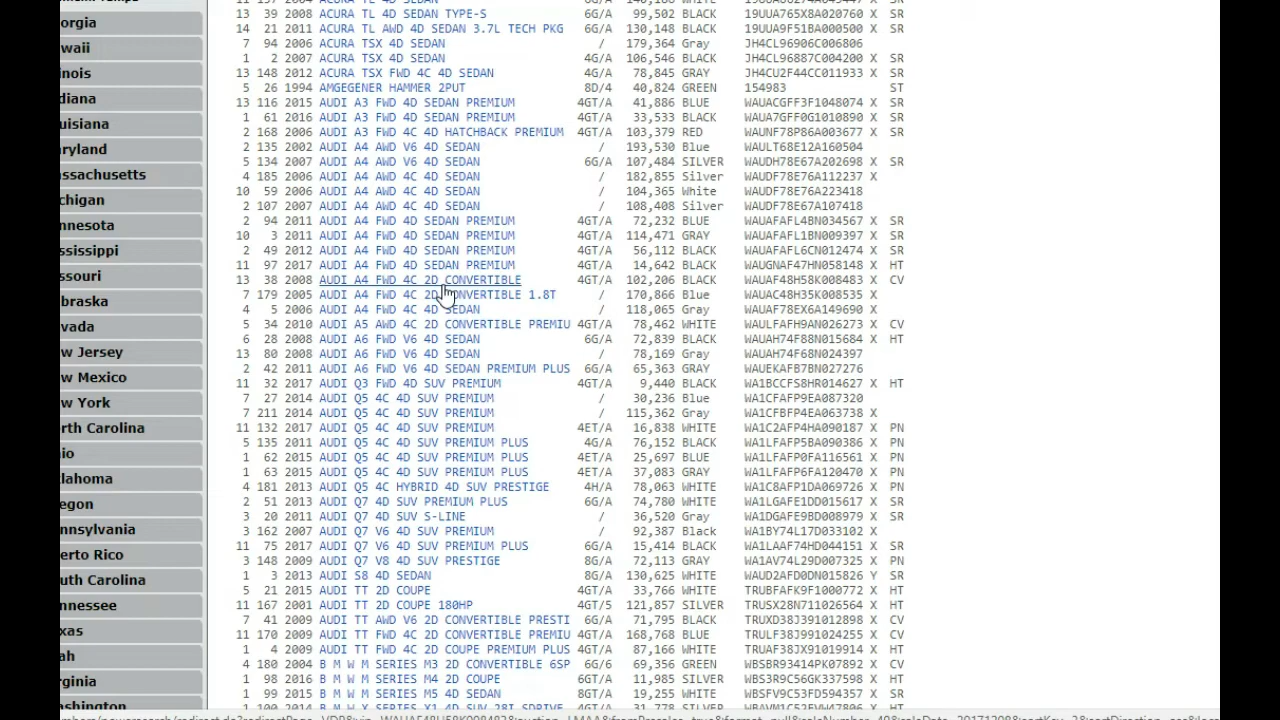 orgia
waii
inois
diana
uisiana
ryland
ssachusetts
chigan
nnesota
ssissippi
ssouri
braska
vada
w Jersey
w Mexico
w York
rth Carolina
io
lahoma
egon
nnsylvania
erto Rico
uth Carolina
nnessee
xas
ah
rginia
ashington
13 39 2008 ACURA TL 4D SEDAN TYPE-S 6G/A 99,502 BLACK 19UUA765X8A020760 X SR
14 21 2011 ACURA TL AWD 4D SEDAN 3.7L TECH PKG 6G/A 130,148 BLACK 19UUA9F51BA000500 X SR
7 94 2006 ACURA TSX 4D SEDAN / 179,364 Gray JH4CL96906C006806
1 2 2007 ACURA TSX 4D SEDAN 4G/A 106,546 BLACK JH4CL96887C004200 X SR
13 148 2012 ACURA TSX FWD 4C 4D SEDAN 4G/A 78,845 GRAY JH4CU2F44CC011933 X SR
5 26 1994 AMGEGENER HAMMER 2PUT 8D/4 40,824 GREEN 154983 ST
13 116 2015 AUDI A3 FWD 4D SEDAN PREMIUM 4GT/A 41,886 BLUE WAUACGFF3F1048074 X SR
1 61 2016 AUDI A3 FWD 4D SEDAN PREMIUM 4GT/A 33,533 BLACK WAUA7GFF0G1010890 X SR
2 168 2006 AUDI A3 FWD 4C 4D HATCHBACK PREMIUM 4GT/A 103,379 RED WAUNF78P86A003677 X SR
2 135 2002 AUDI A4 AWD V6 4D SEDAN / 193,530 Blue WAULT68E12A160504
5 134 2007 AUDI A4 AWD V6 4D SEDAN 6G/A 107,484 SILVER WAUDH78E67A202698 X SR
4 185 2006 AUDI A4 AWD 4C 4D SEDAN / 182,855 Silver WAUDF78E76A112237 X
10 59 2006 AUDI A4 AWD 4C 4D SEDAN / 104,365 White WAUDF78E76A223418
2 107 2007 AUDI A4 AWD 4C 4D SEDAN / 108,408 Silver WAUDF78E87A107418
2 94 2011 AUDI A4 FWD 4D SEDAN PREMIUM 4GT/A 72,232 BLUE WAUAFAFL4BN034567 X SR
10 3 2011 AUDI A4 FWD 4D SEDAN PREMIUM 4GT/A 114,471 GRAY WAUAFAFL1BN009397 X SR
2 49 2012 AUDI A4 FWD 4D SEDAN PREMIUM 4GT/A 56,112 BLACK WAUAFAFL6CN012474 X SR
11 97 2017 AUDI A4 FWD 4D SEDAN PREMIUM 4GT/A 14,642 BLACK WAUGNAF47HN058148 X HT
13 38 2008 AUDI A4 FWD 4C 2D CONVERTIBLE 4GT/A 102,206 BLACK WAUAF48H58K008483 X CV
7 179 2005 AUDI A4 FWD 4C 2D CONVERTIBLE 1.8T / 170,866 Blue WAUAC48H35K008535 X
4 5 2006 AUDI A4 FWD 4C 4D SEDAN / 118,065 Gray WAUAF78EX6A149690 X
5 34 2010 AUDI A5 AWD 4C 2D CONVERTIBLE PREMIU 4GT/A 78,462 WHITE WAULFAFH9AN026273 X CV
6 28 2008 AUDI A6 FWD V6 4D SEDAN 6G/A 72,839 BLACK WAUAH74F88N015684 X HT
13 80 2008 AUDI A6 FWD V6 4D SEDAN / 78,169 Gray WAUAH74F68N024397
2 42 2011 AUDI A6 FWD V6 4D SEDAN PREMIUM PLUS 6G/A 65,363 GRAY WAUEKAFB7BN027276
11 32 2017 AUDI Q3 FWD 4D SUV PREMIUM 4GT/A 9,440 BLACK WA1BCCFS8HR014627 X HT
7 27 2014 AUDI Q5 4C 4D SUV PREMIUM / 30,236 Blue WA1CFAFP9EA087320
7 211 2014 AUDI Q5 4C 4D SUV PREMIUM / 115,362 Gray WA1CFBFP4EA063738 X
11 132 2017 AUDI Q5 4C 4D SUV PREMIUM 4ET/A 16,838 WHITE WA1C2AFP4HA090187 X PN
5 135 2011 AUDI Q5 4C 4D SUV PREMIUM PLUS 4G/A 76,152 BLACK WA1LFAFP5BA090386 X PN
1 62 2015 AUDI Q5 4C 4D SUV PREMIUM PLUS 4ET/A 25,697 BLUE WA1LFAFP0FA116561 X PN
1 63 2015 AUDI Q5 4C 4D SUV PREMIUM PLUS 4ET/A 37,083 GRAY WA1LFAFP6FA120470 X PN
4 181 2013 AUDI Q5 4C HYBRID 4D SUV PRESTIGE 4H/A 78,063 WHITE WA1C8AFP1DA069726 X PN
2 51 2013 AUDI Q7 4D SUV PREMIUM PLUS 6G/A 74,780 WHITE WA1LGAFE1DD015617 X SR
3 20 2011 AUDI Q7 4D SUV S-LINE / 36,520 Gray WA1DGAFE9BD008979 X SR
3 162 2007 AUDI Q7 V6 4D SUV PREMIUM / 92,387 Black WA1BY74L17D033102 X
11 75 2017 AUDI Q7 V6 4D SUV PREMIUM PLUS 6G/A 15,414 BLACK WA1LAAF74HD044151 X SR
3 148 2009 AUDI Q7 V8 4D SUV PRESTIGE 8G/A 72,113 GRAY WA1AV74L29D007325 X PN
1 3 2013 AUDI S8 4D SEDAN 8G/A 130,625 WHITE WAUD2AFD0DN015826 Y SR
5 21 2015 AUDI TT 2D COUPE 4GT/A 33,766 WHITE TRUBFAFK9F1000772 X HT
11 167 2001 AUDI TT 2D COUPE 180HP 4GT/5 121,857 SILVER TRUSX28N711026564 X HT
7 41 2009 AUDI TT AWD V6 2D CONVERTIBLE PRESTI 6G/A 71,795 BLACK TRUXD38J391012898 X CV
11 170 2009 AUDI TT FWD 4C 2D CONVERTIBLE PREMIU 4GT/A 168,768 BLUE TRULF38J991024255 X CV
1 4 2009 AUDI TT FWD 4C 2D COUPE PREMIUM PLUS 4GT/A 87,166 WHITE TRUAF38JX91019914 X HT
4 180 2004 B M W M SERIES M3 2D CONVERTIBLE 6SP 6G/6 69,356 GREEN WBSBR93414PK07892 X CV
1 98 2016 B M W M SERIES M4 2D COUPE 6G/A 11,985 SILVER WBS3R9C56GK337498 X HT
1 99 2015 B M W M SERIES M5 4D SEDAN 8GT/A 19,255 WHITE WBSFV9C53FD594357 X SR